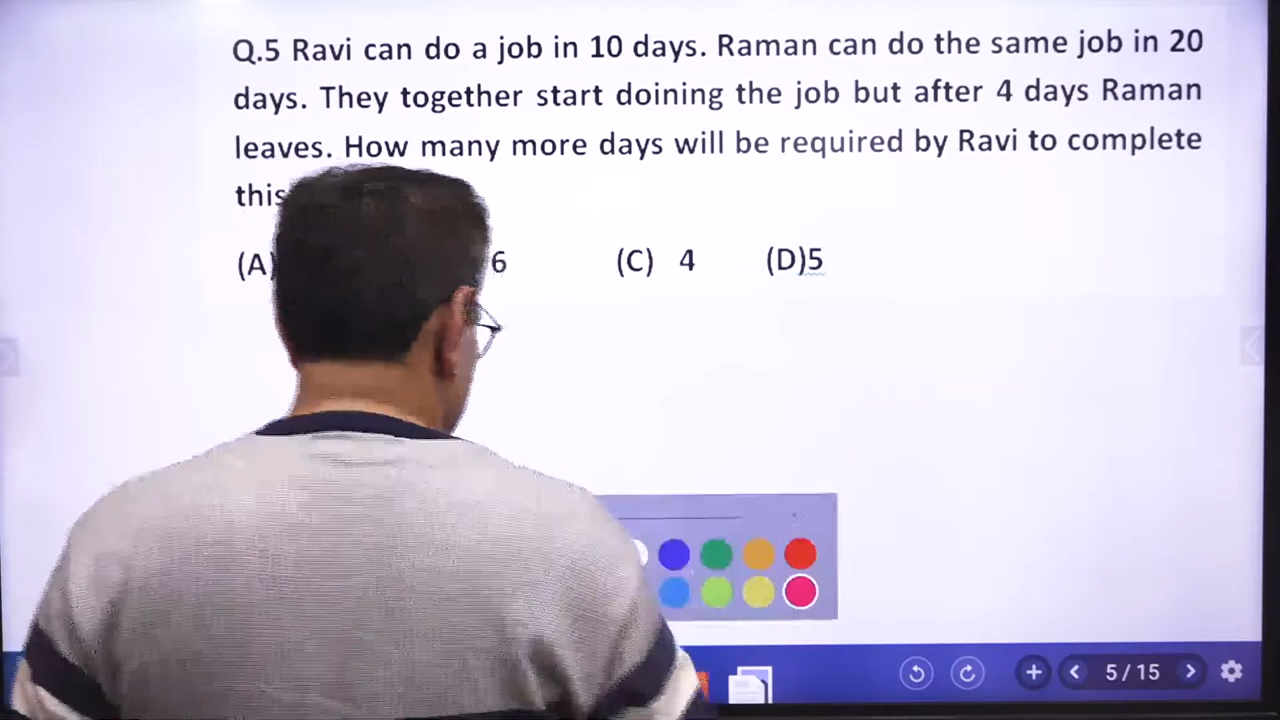 Q.5 Ravi can do a job in 10 days. Raman can do the same job in 20
days. They together start doining the job but after 4 days Raman
leaves. How many more days will be required by Ravi to complete
this
(A) 6 (C) 4 (D)5
5 / 15